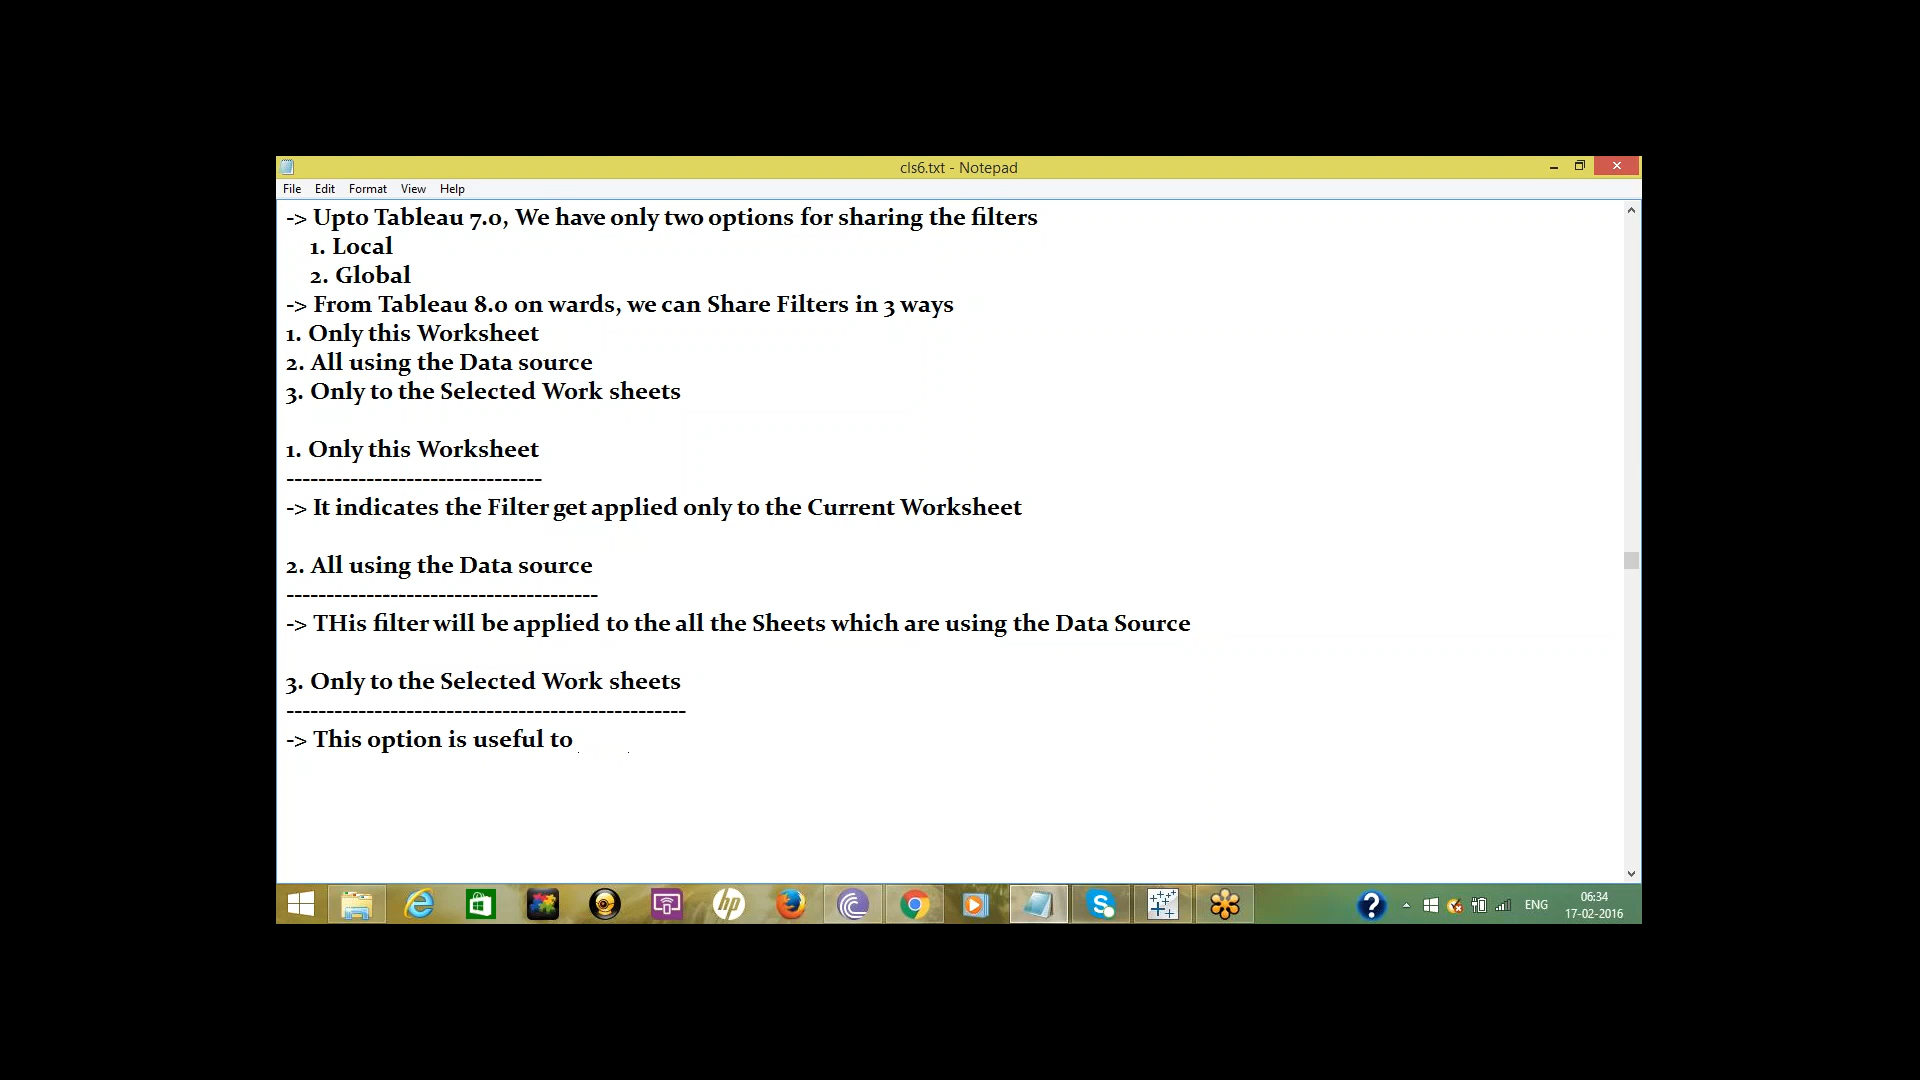 cls6.txt - Notepad
File Edit Format View Help
-> Upto Tableau 7.0, We have only two options for sharing the filters
1. Local
2. Global
-> From Tableau 8.0 on wards, we can Share Filters in 3 ways
1. Only this Worksheet
2. All using the Data source
3. Only to the Selected Work sheets
1. Only this Worksheet
--------------------------------
-> It indicates the Filter get applied only to the Current Worksheet
2. All using the Data source
---------------------------------------
-> THis filter will be applied to the all the Sheets which are using the Data Source
3. Only to the Selected Work sheets
--------------------------------------------------
-> This option is useful to
hp
S
?
ENG
06:34
17-02-2016